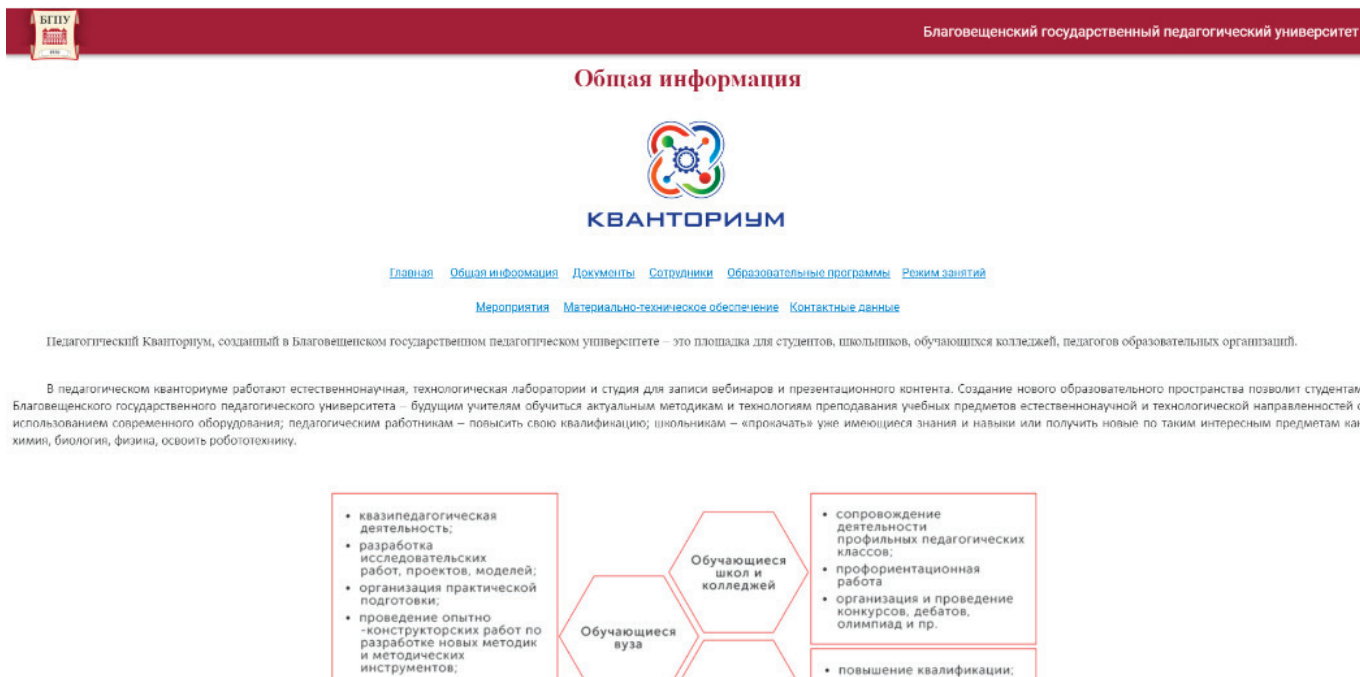 БГПУ
Благовещенский государственный педагогический университет
Общая информация
КВАНТОРИУМ
Главная Общая информация Документы Сотрудники Образовательные программы Режим занятий
Мероприятия Материально-техническое обеспечение Контактные данные
Педагогический Кванториум, созданный в Благовещенском государственном педагогическом университете – это площадка для студентов, школьников, обучающихся колледжей, педагогов образовательных организаций.
В педагогическом кванториуме работают естественнонаучная, технологическая лаборатории и студия для записи вебинаров и презентационного контента. Создание нового образовательного пространства позволит студентам
Благовещенского государственного педагогического университета – будущим учителям обучиться актуальным методикам и технологиям преподавания учебных предметов естественнонаучной и технологической направленностей с
использованием современного оборудования; педагогическим работникам – повысить свою квалификацию; школьникам – «прокачать» уже имеющиеся знания и навыки или получить новые по таким интересным предметам как
химия, биология, физика, освоить робототехнику.
• квазипедагогическая
деятельность;
• разработка
исследовательских
работ, проектов, моделей;
• организация практической
подготовки;
• проведение опытно
-конструкторских работ по
разработке новых методик
и методических
инструментов;
Обучающиеся
вуза
Обучающиеся
школ и
колледжей
• сопровождение
деятельности
профильных педагогических
классов;
• профориентационная
работа
• организация и проведение
конкурсов, дебатов,
олимпиад и пр.
• повышение квалификации;